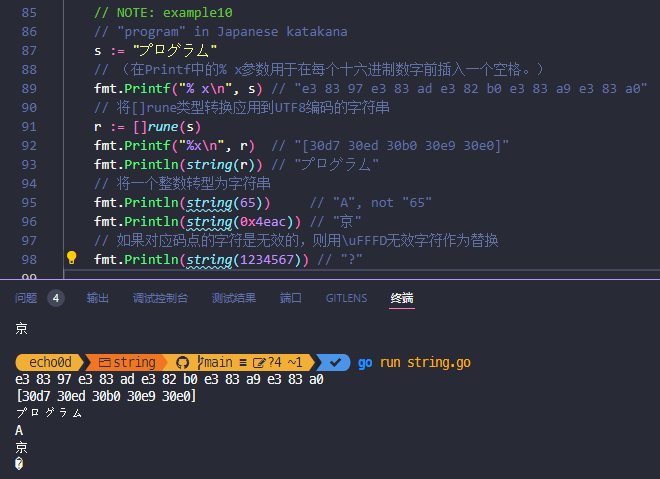 85 // NOTE: example10
86 // "program" in Japanese katakana
87 s := "プログラム"
88 // （在Printf中的% x参数用于在每个十六进制数字前插入一个空格。）
89 fmt.Printf("% x\n", s) // "e3 83 97 e3 83 ad e3 82 b0 e3 83 a9 e3 83 a0"
90 // 将[]rune类型转换应用到UTF8编码的字符串
91 r := []rune(s)
92 fmt.Printf("%x\n", r) // "[30d7 30ed 30b0 30e9 30e0]"
93 fmt.Println(string(r)) // "プログラム"
94 // 将一个整数转型为字符串
95 fmt.Println(string(65)) // "A", not "65"
96 fmt.Println(string(0x4eac)) // "京"
97 // 如果对应码点的字符是无效的，则用\uFFFD无效字符作为替换
98 fmt.Println(string(1234567)) // "?"
99
问题 4 输出 调试控制台 测试结果 端口 GITLENS 终端
京
echo0d string main ≡ ?4 ~1 go run string.go
e3 83 97 e3 83 ad e3 82 b0 e3 83 a9 e3 83 a0
[30d7 30ed 30b0 30e9 30e0]
プログラム
A
京
�